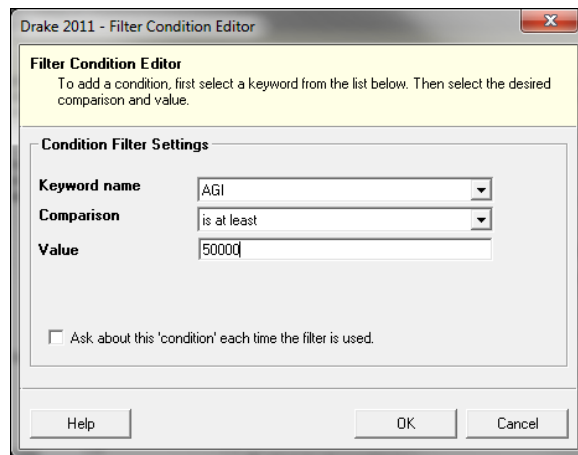 Drake 2011 - Filter Condition Editor
Filter Condition Editor
To add a condition, first select a keyword from the list below. Then select the desired
comparison and value.
Condition Filter Settings
Keyword name AGI
Comparison is at least
Value 50000
Ask about this 'condition' each time the filter is used.
Help OK Cancel